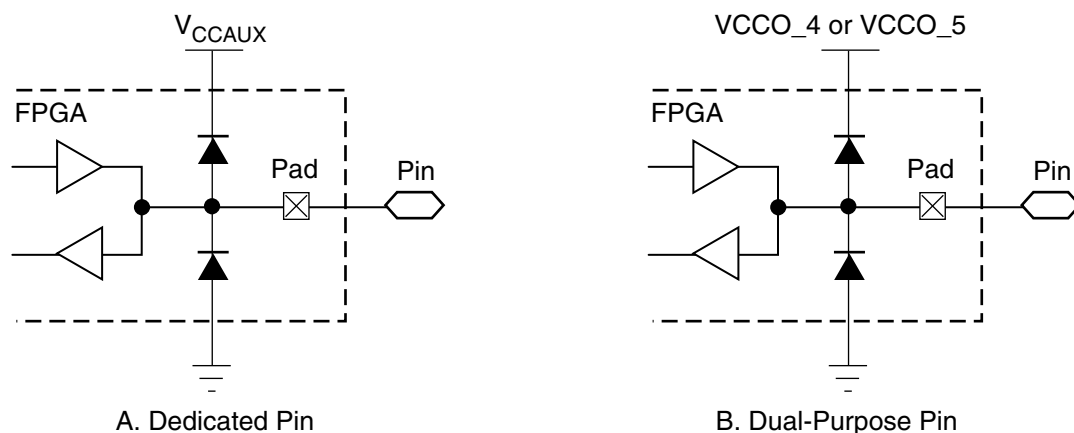 VCCAUX
FPGA
Pad
Pin
A. Dedicated Pin
VCCO_4 or VCCO_5
FPGA
Pad
Pin
B. Dual-Purpose Pin